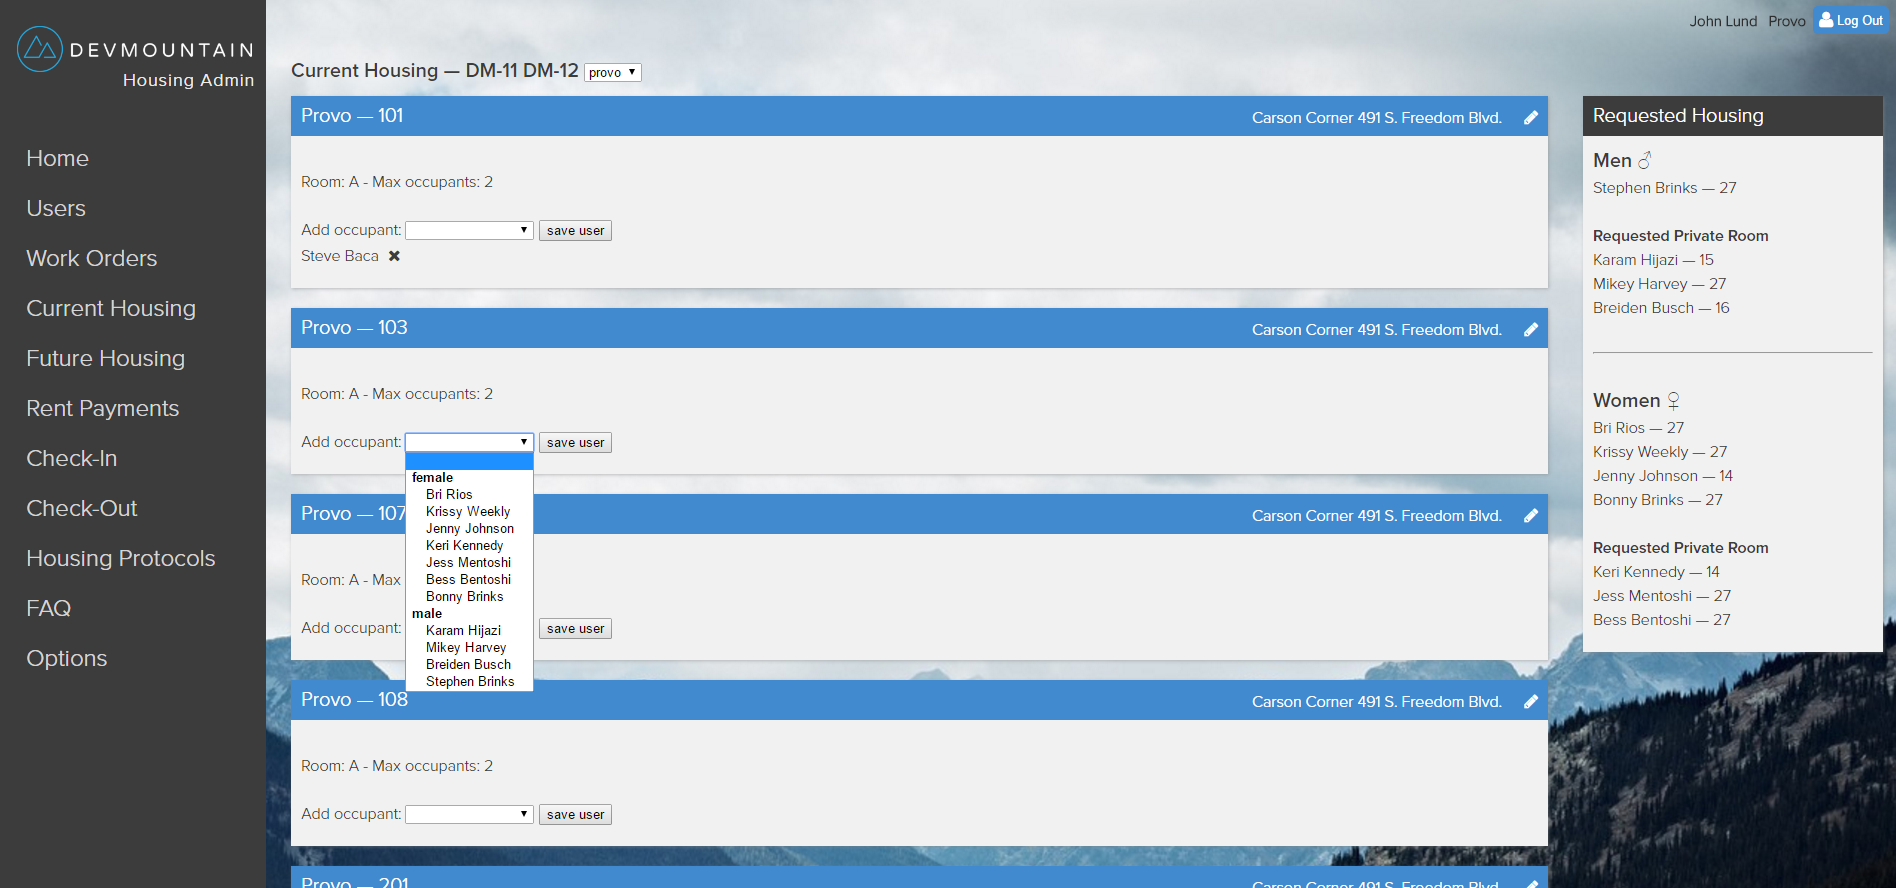 DEVMOUNTAIN
Housing Admin
Home
Users
Work Orders
Current Housing
Future Housing
Rent Payments
Check-In
Check-Out
Housing Protocols
FAQ
Options
John Lund Provo Log Out
Current Housing — DM-11 DM-12 provo
Provo — 101 Carson Corner 491 S. Freedom Blvd.
Room: A - Max occupants: 2
Add occupant: save user
Steve Baca
Provo — 103 Carson Corner 491 S. Freedom Blvd.
Room: A - Max occupants: 2
Add occupant: save user
female
Bri Rios
Krissy Weekly
Jenny Johnson
Keri Kennedy
Jess Mentoshi
Bess Bentoshi
Bonny Brinks
male
Karam Hijazi
Mikey Harvey
Breiden Busch
Stephen Brinks
Provo — 107 Carson Corner 491 S. Freedom Blvd.
Room: A - Max
Add occupant: save user
Provo — 108 Carson Corner 491 S. Freedom Blvd.
Room: A - Max occupants: 2
Add occupant: save user
Provo — 201 Carson Corner 491 S. Freedom Blvd.
Requested Housing
Men ♂
Stephen Brinks — 27
Requested Private Room
Karam Hijazi — 15
Mikey Harvey — 27
Breiden Busch — 16
Women ♀
Bri Rios — 27
Krissy Weekly — 27
Jenny Johnson — 14
Bonny Brinks — 27
Requested Private Room
Keri Kennedy — 14
Jess Mentoshi — 27
Bess Bentoshi — 27